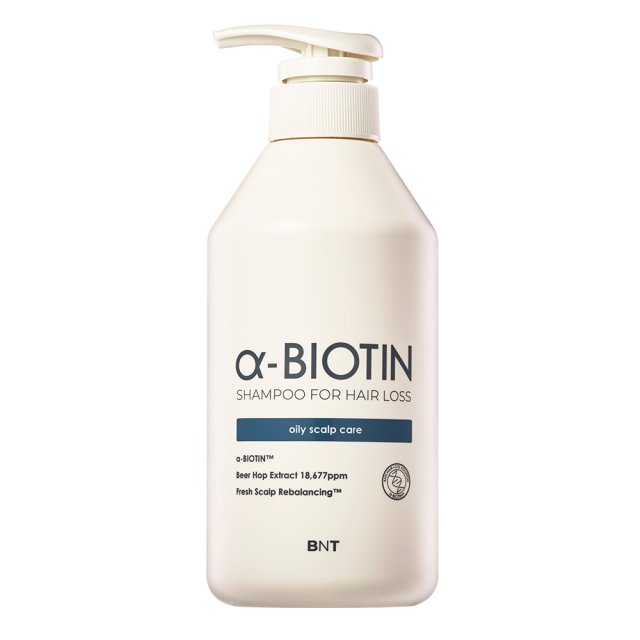 α-BIOTIN
SHAMPOO FOR HAIR LOSS
oily scalp care
α-BIOTIN™
Beer Hop Extract 18,677ppm
Fresh Scalp Rebalancing™
BNT